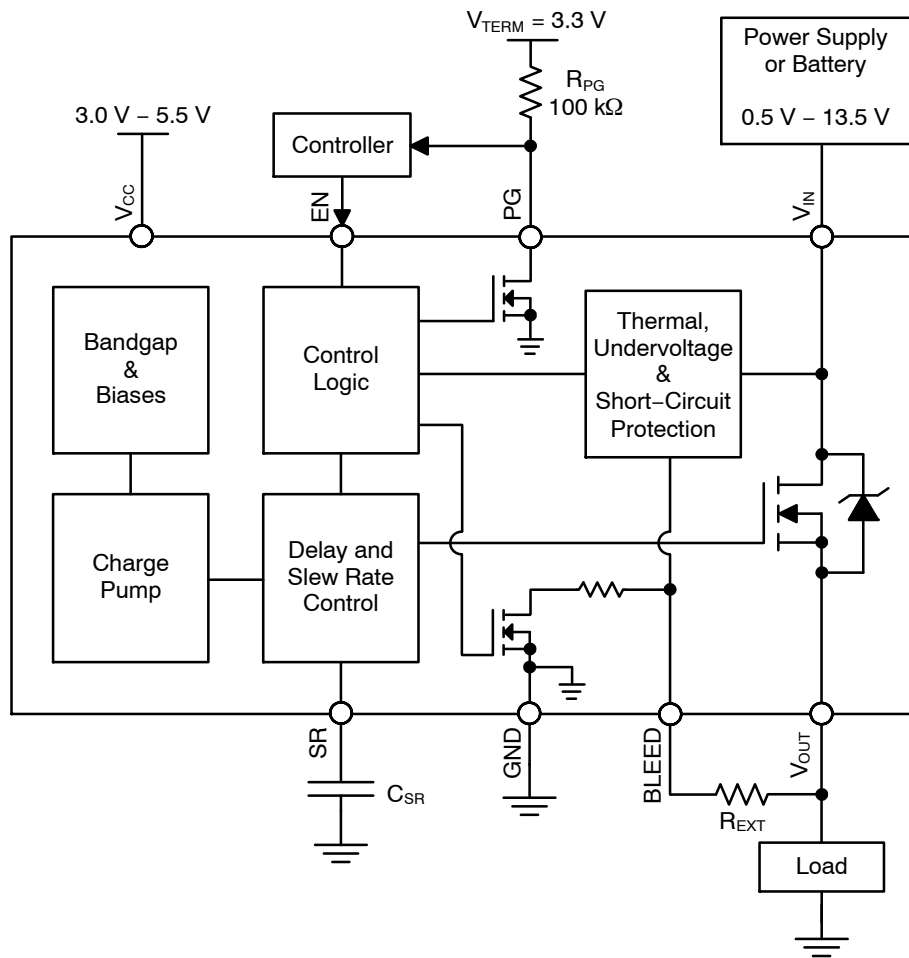 V_TERM = 3.3 V
R_PG
100 kΩ
Power Supply
or Battery
0.5 V – 13.5 V
3.0 V – 5.5 V
Controller
V_CC
EN
PG
V_IN
Bandgap
&
Biases
Control
Logic
Thermal,
Undervoltage
&
Short–Circuit
Protection
Charge
Pump
Delay and
Slew Rate
Control
SR
GND
BLEED
V_OUT
C_SR
R_EXT
Load